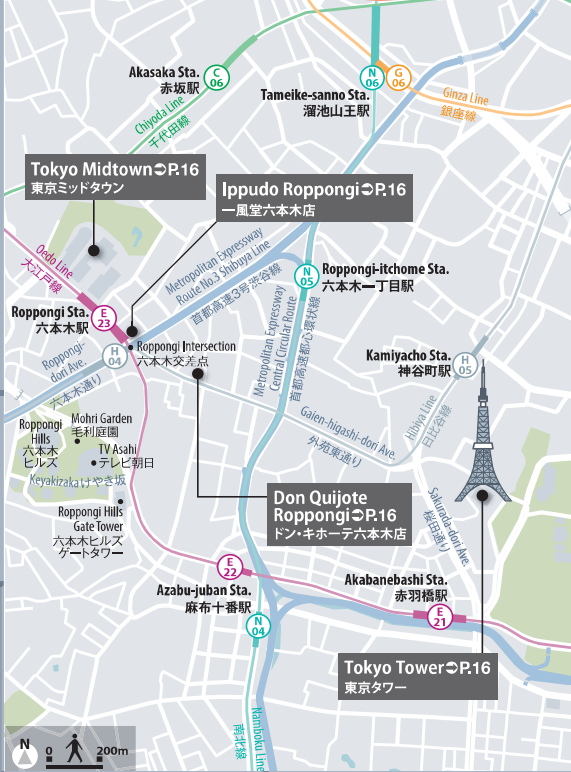 Akasaka Sta.
赤坂駅
C
06
N
06
G
06
Tameike-sanno Sta.
溜池山王駅
Ginza Line
銀座線
Chiyoda Line
千代田線
Tokyo Midtown➲P.16
東京ミッドタウン
Ippudo Roppongi➲P.16
一風堂六本木店
Oedo Line
大江戸線
Metropolitan Expressway
Route No.3 Shibuya Line
首都高速3号渋谷線
N
05
Roppongi-itchome Sta.
六本木一丁目駅
Roppongi Sta.
六本木駅
E
23
Roppongi Intersection
六本木交差点
H
04
Roppongi-
dori Ave.
六本木通り
Metropolitan Expressway
Central Circular Route
首都高速都心環状線
Kamiyacho Sta.
神谷町駅
H
05
Hibiya Line
日比谷線
Gaien-higashi-dori Ave.
外苑東通り
Roppongi
Hills
六本木
ヒルズ
Mohri Garden
毛利庭園
TV Asahi
テレビ朝日
Keyakizakaけやき坂
Roppongi Hills
Gate Tower
六本木ヒルズ
ゲートタワー
Don Quijote
Roppongi➲P.16
ドン・キホーテ六本木店
Sakurada-dori Ave.
桜田通り
E
22
Azabu-juban Sta.
麻布十番駅
N
04
Akabanebashi Sta.
赤羽橋駅
E
21
Tokyo Tower➲P.16
東京タワー
Namboku Line
南北線
N
0
200m